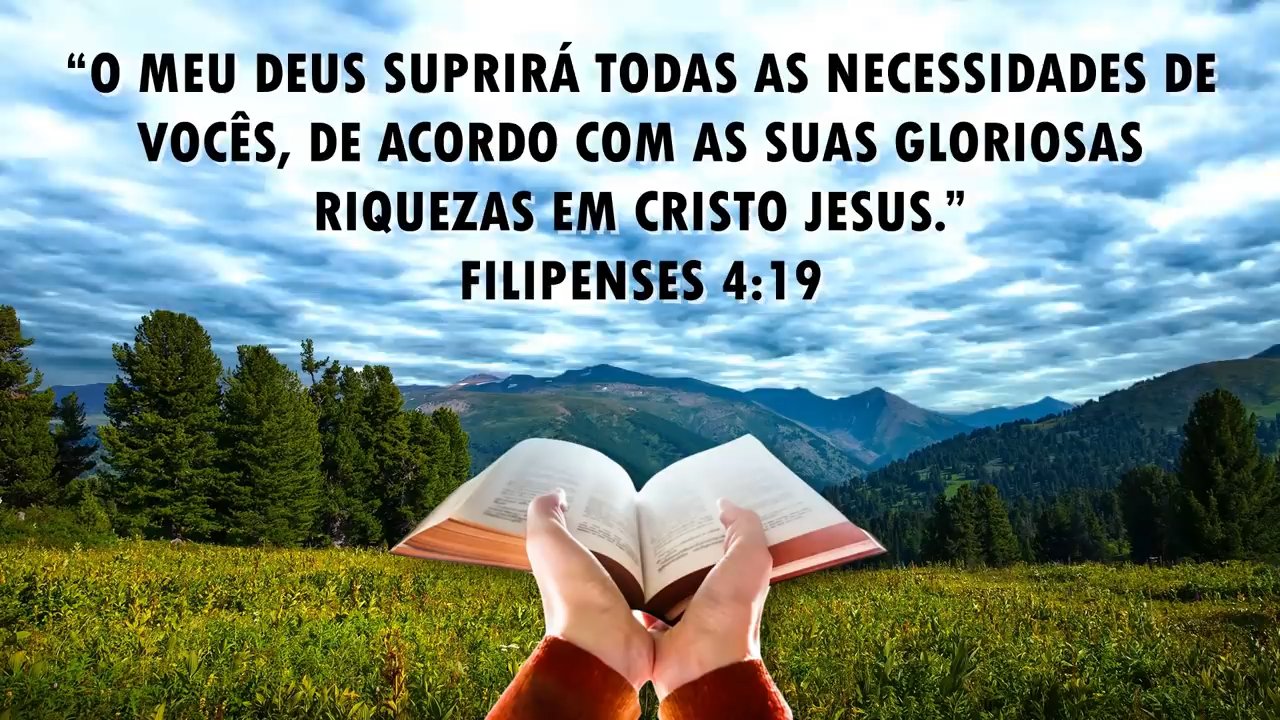 “O MEU DEUS SUPRIRÁ TODAS AS NECESSIDADES DE
VOCÊS, DE ACORDO COM AS SUAS GLORIOSAS
RIQUEZAS EM CRISTO JESUS.”
FILIPENSES 4:19